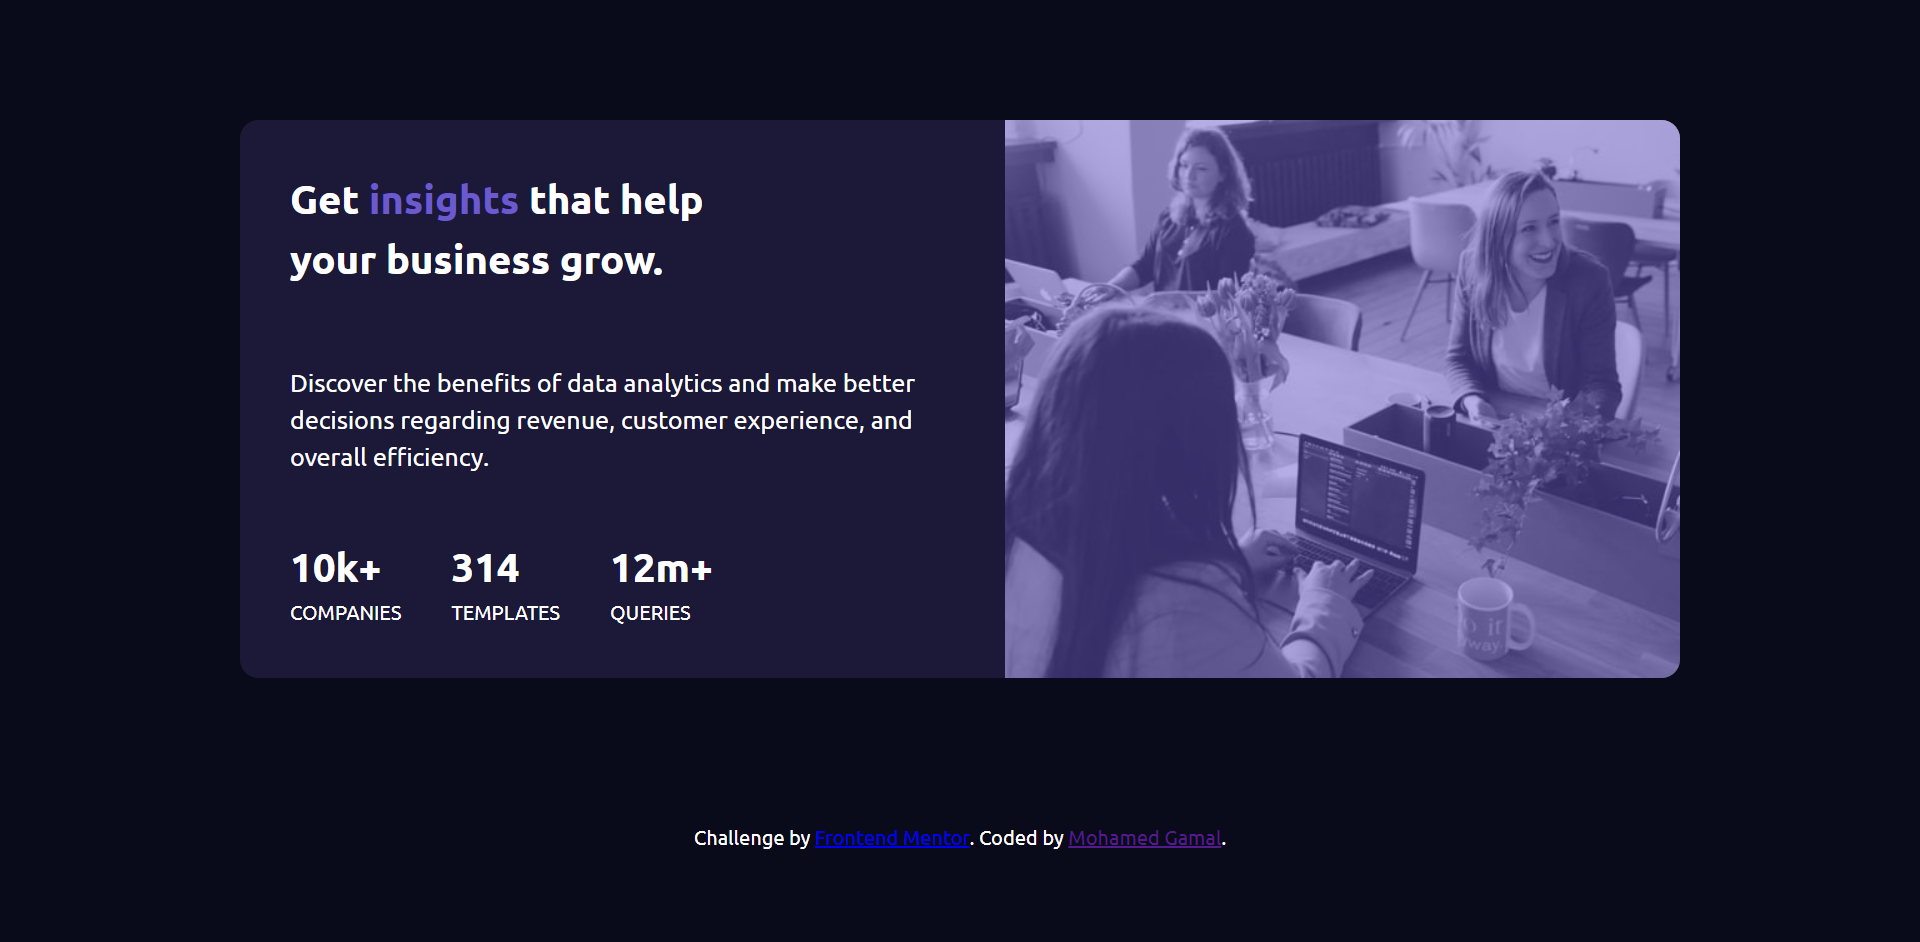 Get insights that help
your business grow.
Discover the benefits of data analytics and make better
decisions regarding revenue, customer experience, and
overall efficiency.
10k+ 314 12m+
COMPANIES TEMPLATES QUERIES
Challenge by Frontend Mentor. Coded by Mohamed Gamal.